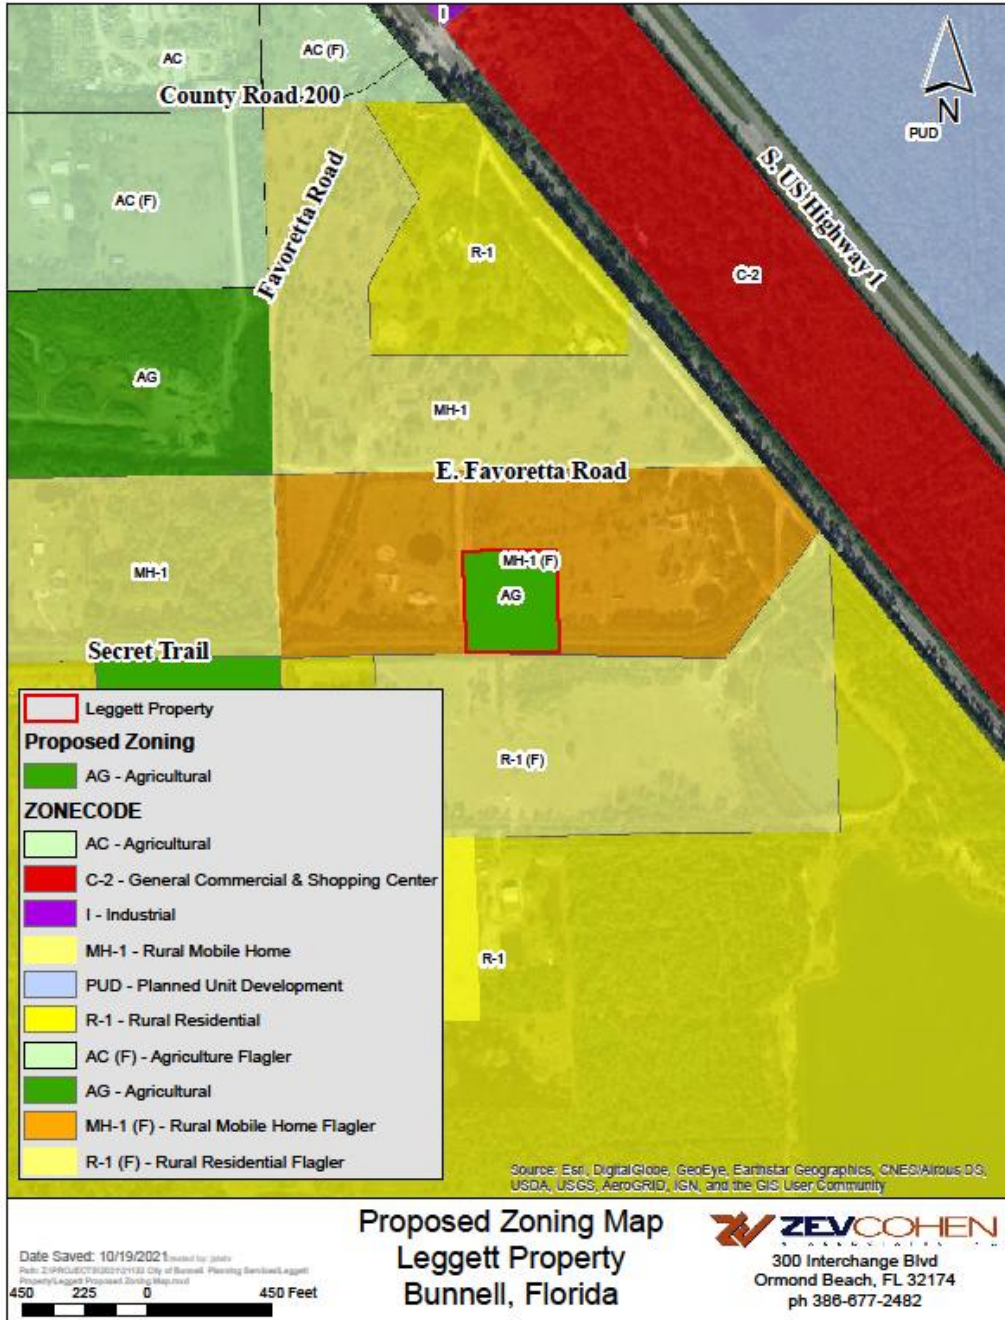 I
AC
AC (F)
County Road 200
N
PUD
AC (F)
Favoretta Road
R-1
S. US Highway 1
C-2
AG
MH-1
E. Favoretta Road
MH-1 (F)
MH-1
AG
Secret Trail
Leggett Property
Proposed Zoning
AG - Agricultural
ZONECODE
AC - Agricultural
C-2 - General Commercial & Shopping Center
I - Industrial
MH-1 - Rural Mobile Home
PUD - Planned Unit Development
R-1 - Rural Residential
AC (F) - Agriculture Flagler
AG - Agricultural
MH-1 (F) - Rural Mobile Home Flagler
R-1 (F) - Rural Residential Flagler
R-1 (F)
R-1
Source: Esri, DigitalGlobe, GeoEye, Earthstar Geographics, CNES/Airbus DS,
USDA, USGS, AeroGRID, IGN, and the GIS User Community
Date Saved: 10/19/2021
450 225 0 450 Feet
Proposed Zoning Map
Leggett Property
Bunnell, Florida
ZEV COHEN
300 Interchange Blvd
Ormond Beach, FL 32174
ph 386-677-2482